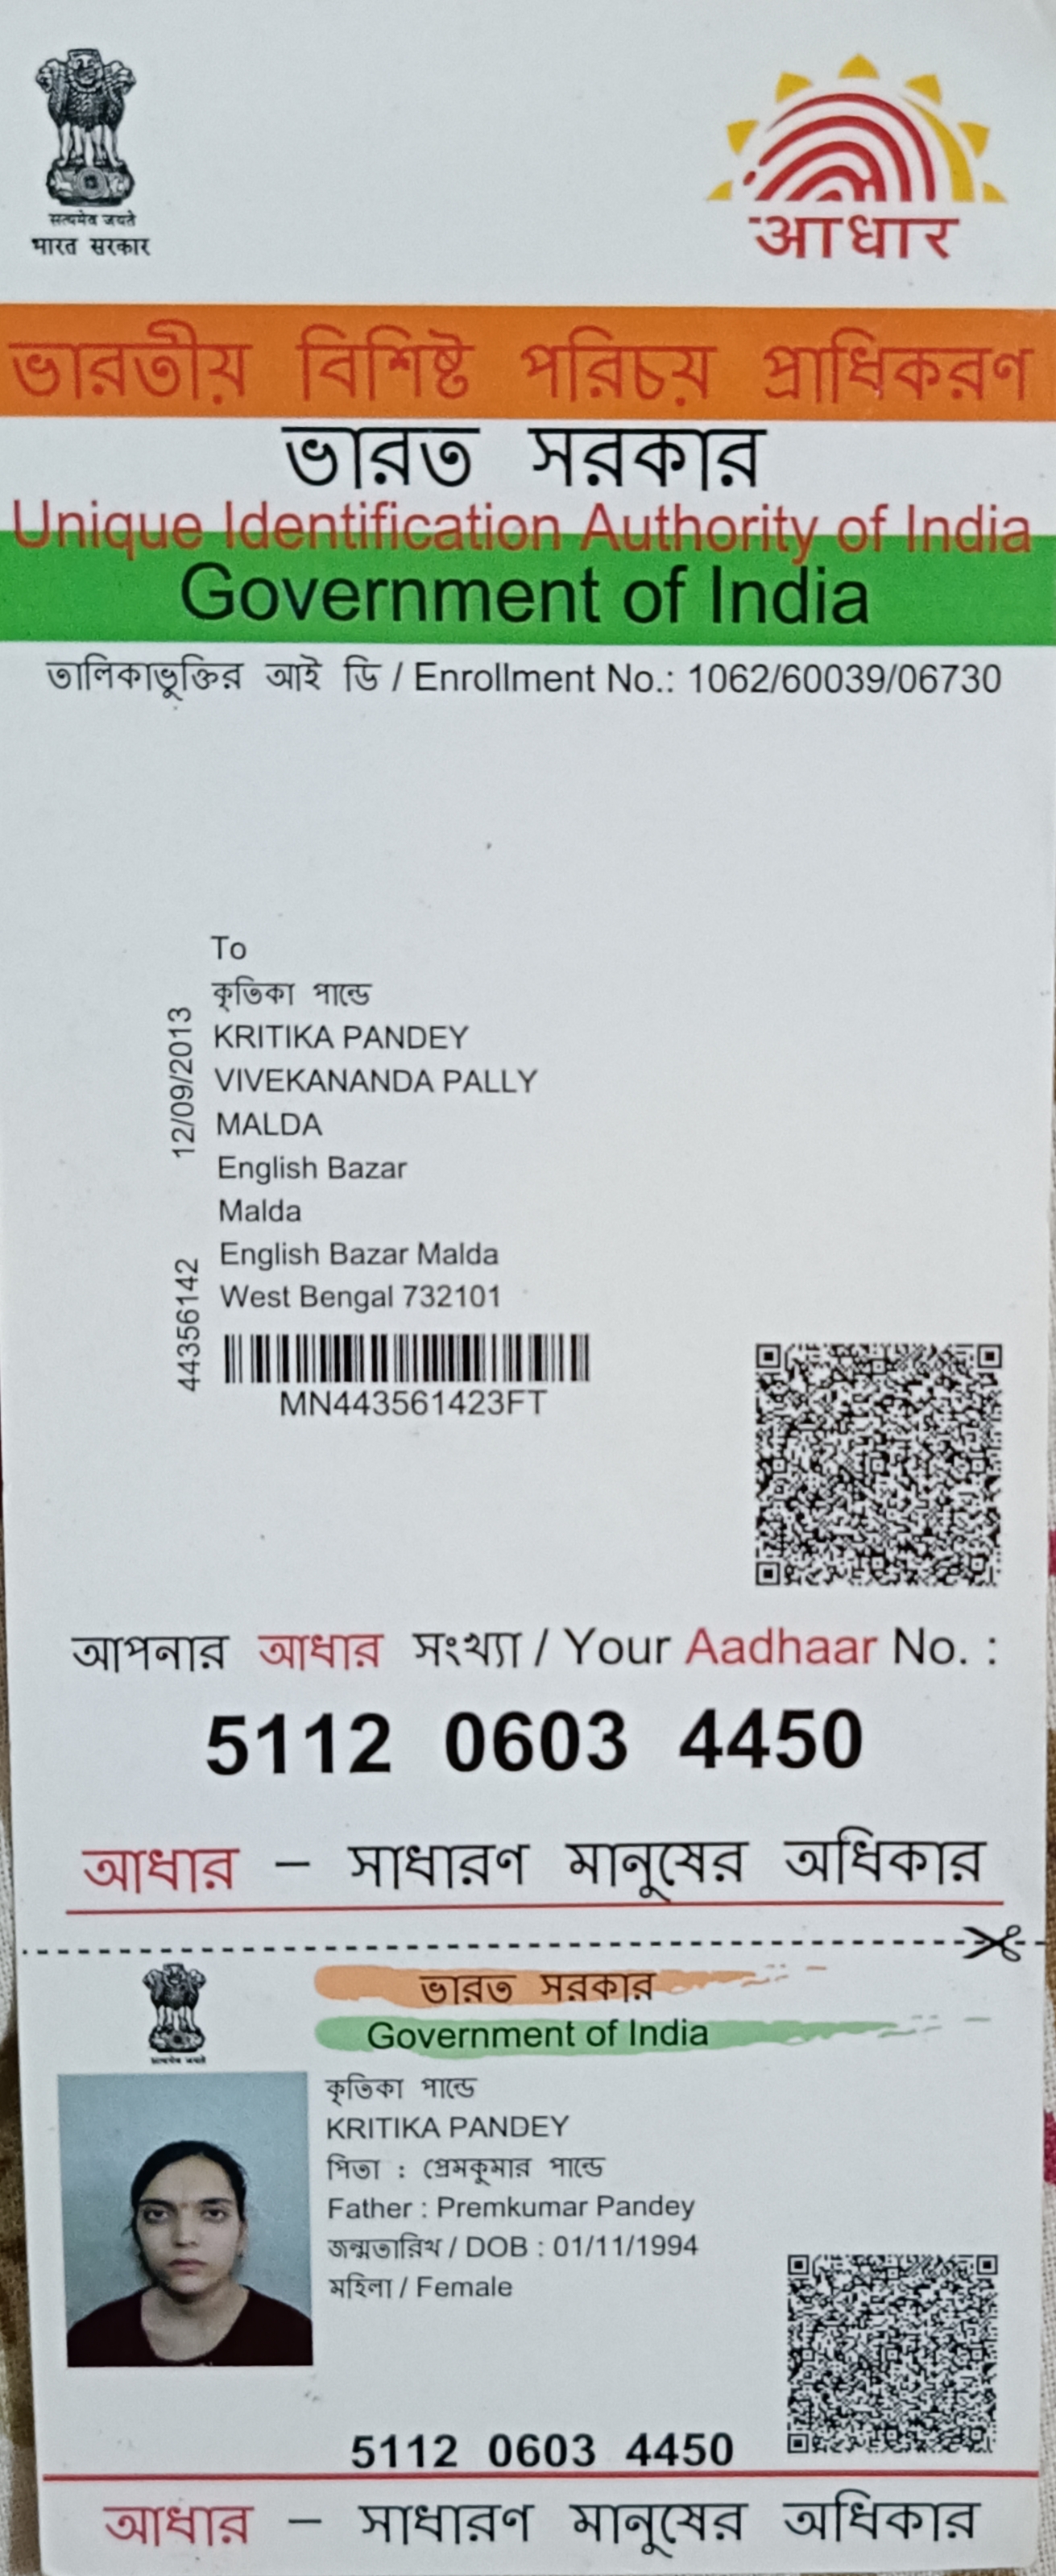 सत्यमेव जयते
भारत सरकार
आधार
ভারতীয় বিশিষ্ট পরিচয় প্রাধিকরণ
ভারত সরকার
Unique Identification Authority of India
Government of India
তালিকাভুক্তির আই ডি / Enrollment No.: 1062/60039/06730
To
কৃতিকা পান্ডে
KRITIKA PANDEY
VIVEKANANDA PALLY
MALDA
English Bazar
Malda
English Bazar Malda
West Bengal 732101
12/09/2013
44356142
MN443561423FT
আপনার আধার সংখ্যা / Your Aadhaar No. :
5112 0603 4450
আধার – সাধারণ মানুষের অধিকার
ভারত সরকার
Government of India
सत्यमेव जयते
কৃতিকা পান্ডে
KRITIKA PANDEY
পিতা : প্রেমকুমার পান্ডে
Father : Premkumar Pandey
জন্মতারিখ / DOB : 01/11/1994
মহিলা / Female
5112 0603 4450
আধার – সাধারণ মানুষের অধিকার